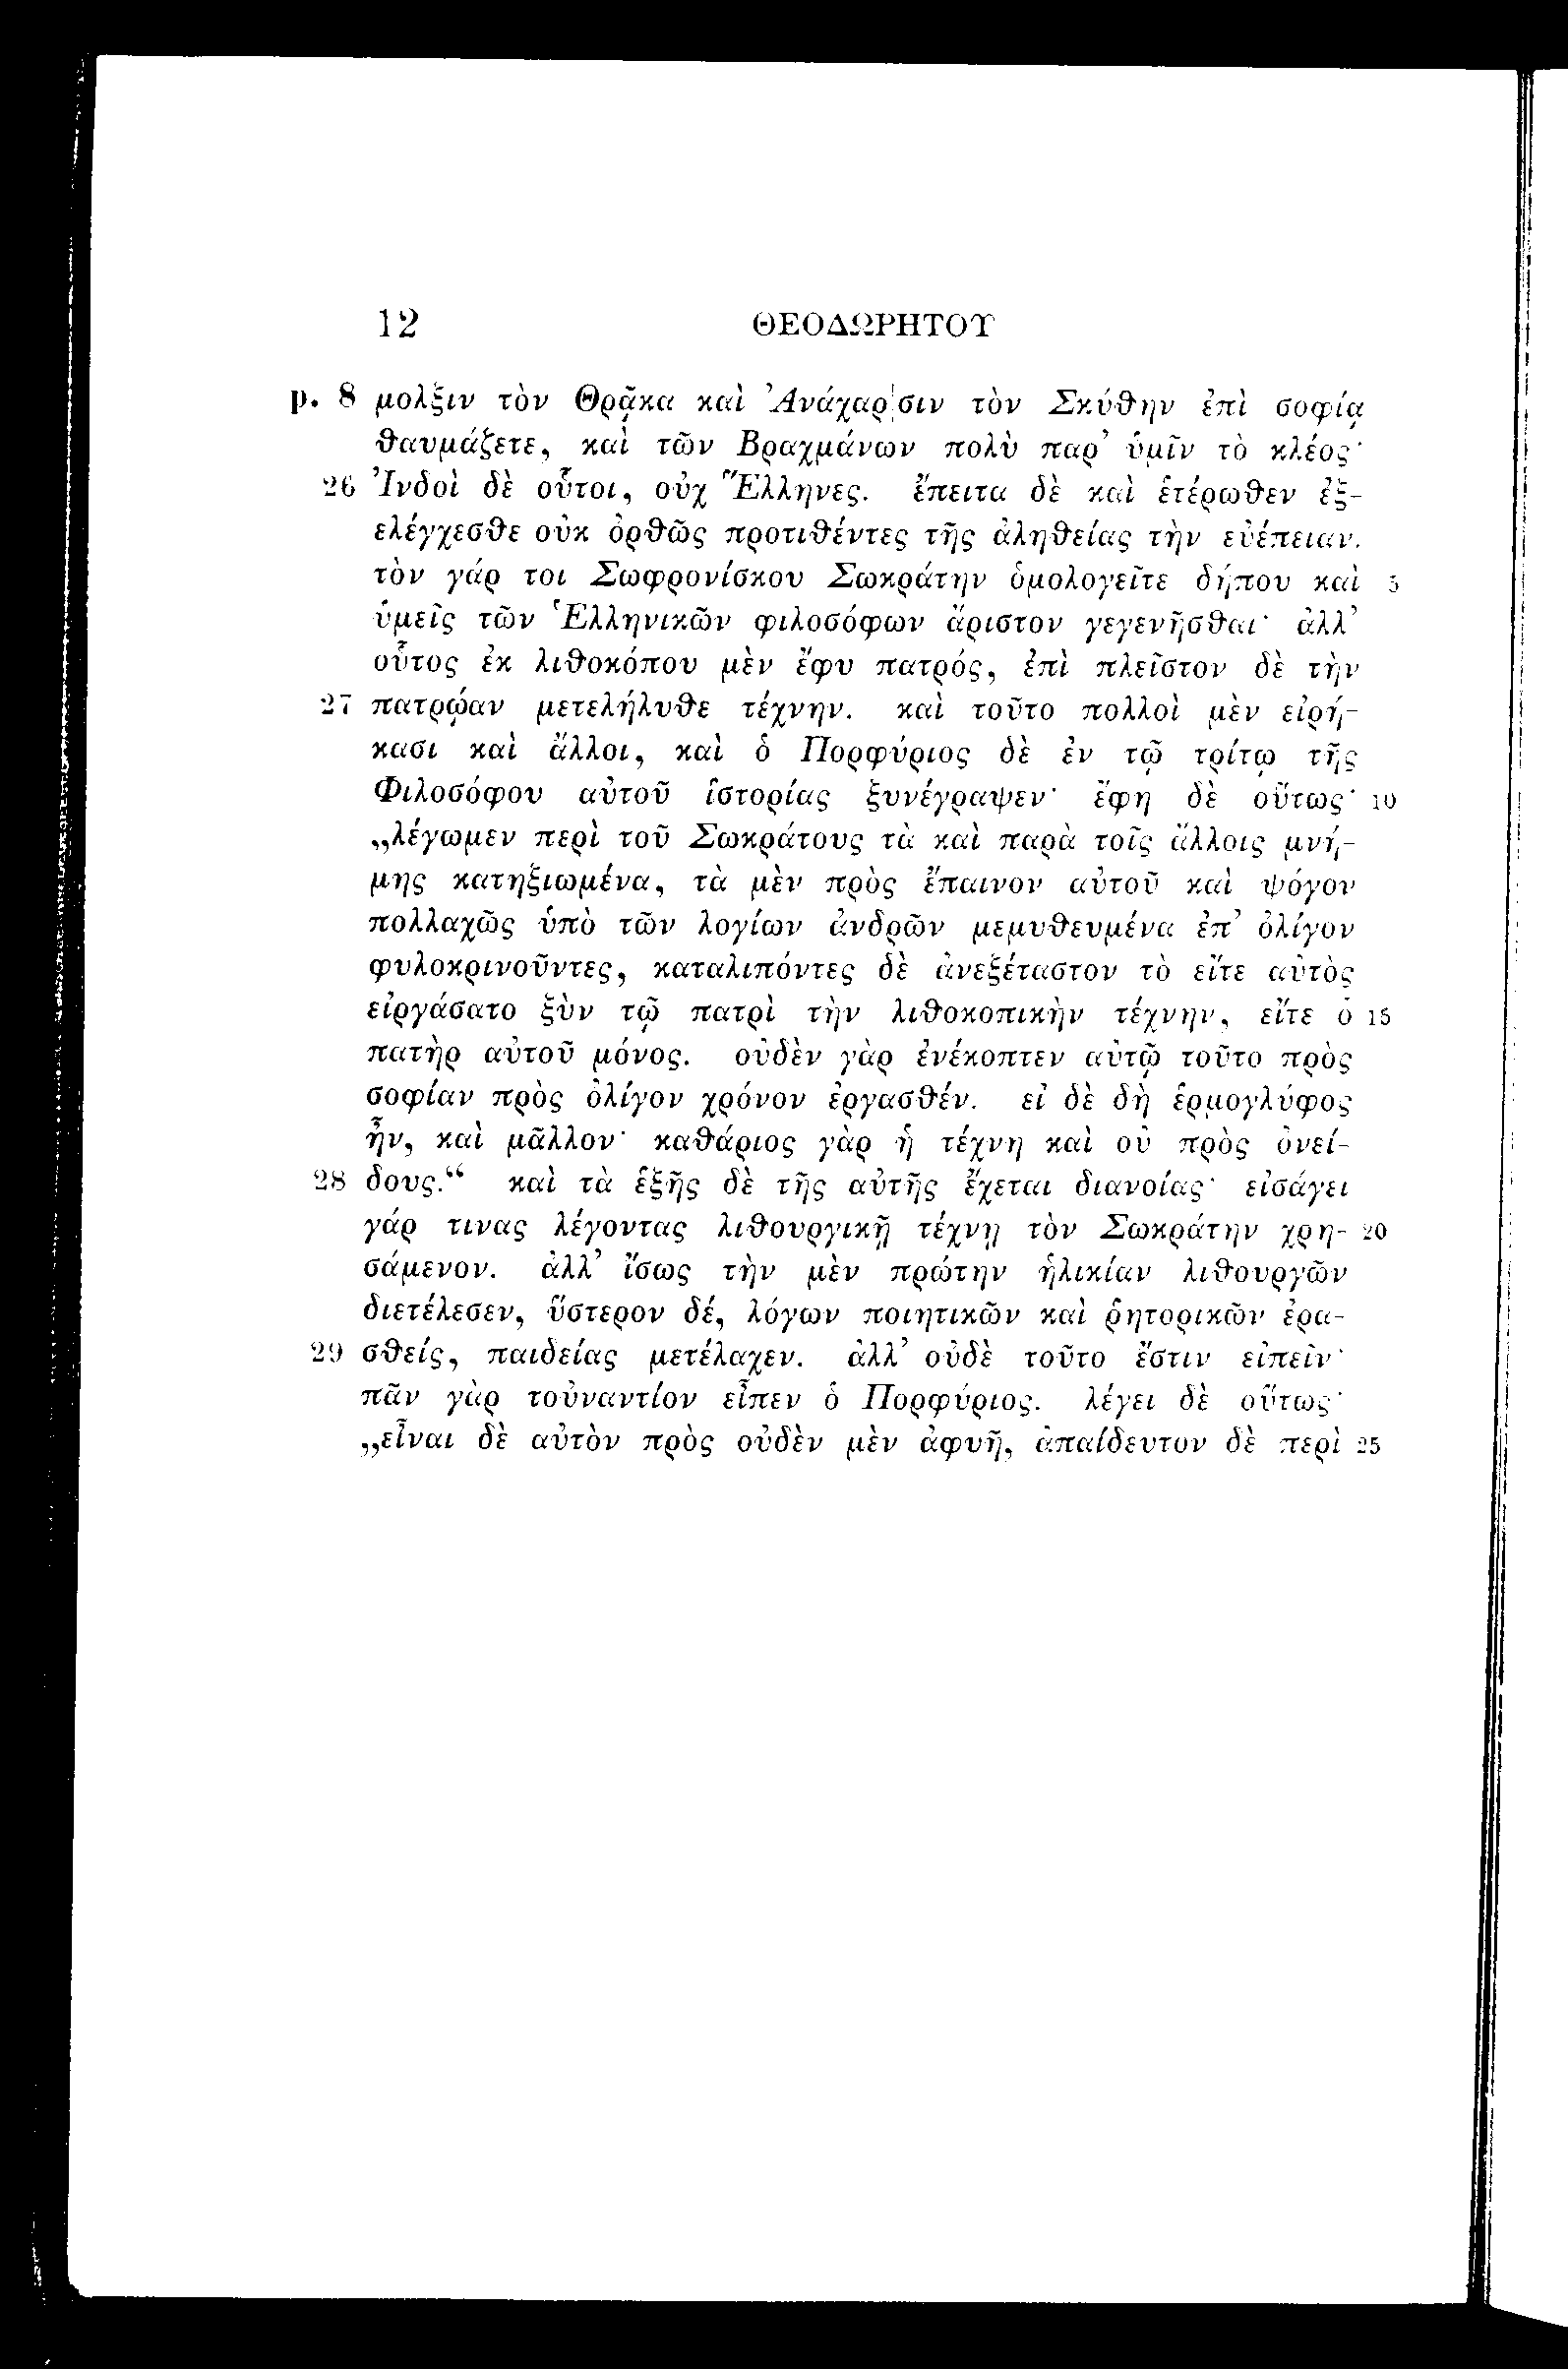 12 ΘΕΟΔΩΡΗΤΟΥ
p. 8 μολξιν τὸν Θρᾷκα καὶ Ἀνάχαρσιν τὸν Σκύθην ἐπὶ σοφίᾳ
θαυμάζετε, καὶ τῶν Βραχμάνων πολὺ παρ’ ὑμῖν τὸ κλέος·
26 Ἰνδοὶ δὲ οὗτοι, οὐχ Ἕλληνες. ἔπειτα δὲ καὶ ἑτέρωθεν ἐξ-
ελέγχεσθε οὐκ ὀρθῶς προτιθέντες τῆς ἀληθείας τὴν εὐέπειαν.
τὸν γάρ τοι Σωφρονίσκου Σωκράτην ὁμολογεῖτε δήπου καὶ 5
ὑμεῖς τῶν Ἑλληνικῶν φιλοσόφων ἄριστον γεγενῆσθαι· ἀλλ’
οὗτος ἐκ λιθοκόπου μὲν ἔφυ πατρός, ἐπὶ πλεῖστον δὲ τὴν
27 πατρῴαν μετελήλυθε τέχνην. καὶ τοῦτο πολλοὶ μὲν εἰρή-
κασι καὶ ἄλλοι, καὶ ὁ Πορφύριος δὲ ἐν τῷ τρίτῳ τῆς
Φιλοσόφου αὐτοῦ ἱστορίας ξυνέγραψεν· ἔφη δὲ οὕτως· 10
„λέγωμεν περὶ τοῦ Σωκράτους τὰ καὶ παρὰ τοῖς ἄλλοις μνή-
μης κατηξιωμένα, τὰ μὲν πρὸς ἔπαινον αὐτοῦ καὶ ψόγον
πολλαχῶς ὑπὸ τῶν λογίων ἀνδρῶν μεμυθευμένα ἐπ’ ὀλίγον
φυλοκρινοῦντες, καταλιπόντες δὲ ἀνεξέταστον τὸ εἴτε αὐτὸς
εἰργάσατο ξὺν τῷ πατρὶ τὴν λιθοκοπικὴν τέχνην, εἴτε ὁ 15
πατὴρ αὐτοῦ μόνος. οὐδὲν γὰρ ἐνέκοπτεν αὐτῷ τοῦτο πρὸς
σοφίαν πρὸς ὀλίγον χρόνον ἐργασθέν. εἰ δὲ δὴ ἑρμογλύφος
ἦν, καὶ μᾶλλον· καθάριος γὰρ ἡ τέχνη καὶ οὐ πρὸς ὀνεί-
28 δους.“ καὶ τὰ ἑξῆς δὲ τῆς αὐτῆς ἔχεται διανοίας· εἰσάγει
γάρ τινας λέγοντας λιθουργικῇ τέχνῃ τὸν Σωκράτην χρη- 20
σάμενον. ἀλλ’ ἴσως τὴν μὲν πρώτην ἡλικίαν λιθουργῶν
διετέλεσεν, ὕστερον δέ, λόγων ποιητικῶν καὶ ῥητορικῶν ἐρα-
29 σθείς, παιδείας μετέλαχεν. ἀλλ’ οὐδὲ τοῦτο ἔστιν εἰπεῖν·
πᾶν γὰρ τοὐναντίον εἶπεν ὁ Πορφύριος. λέγει δὲ οὕτως·
„εἶναι δὲ αὐτὸν πρὸς οὐδὲν μὲν ἀφυῆ, ἀπαίδευτον δὲ περὶ 25